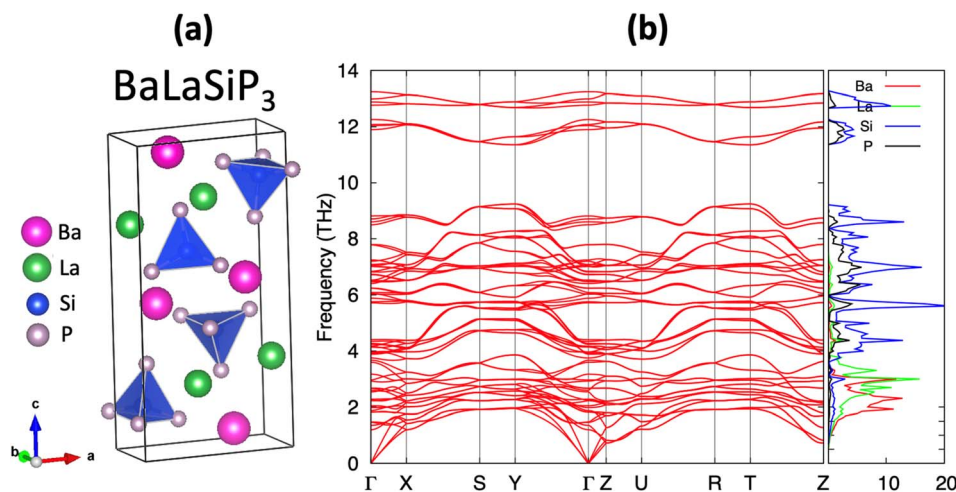 (a)
BaLaSiP3
Ba
La
Si
P
c
b
a
(b)
Frequency (THz)
14
12
10
8
6
4
2
0
Γ X S Y Γ Z U R T Z
Ba
La
Si
P
10 20